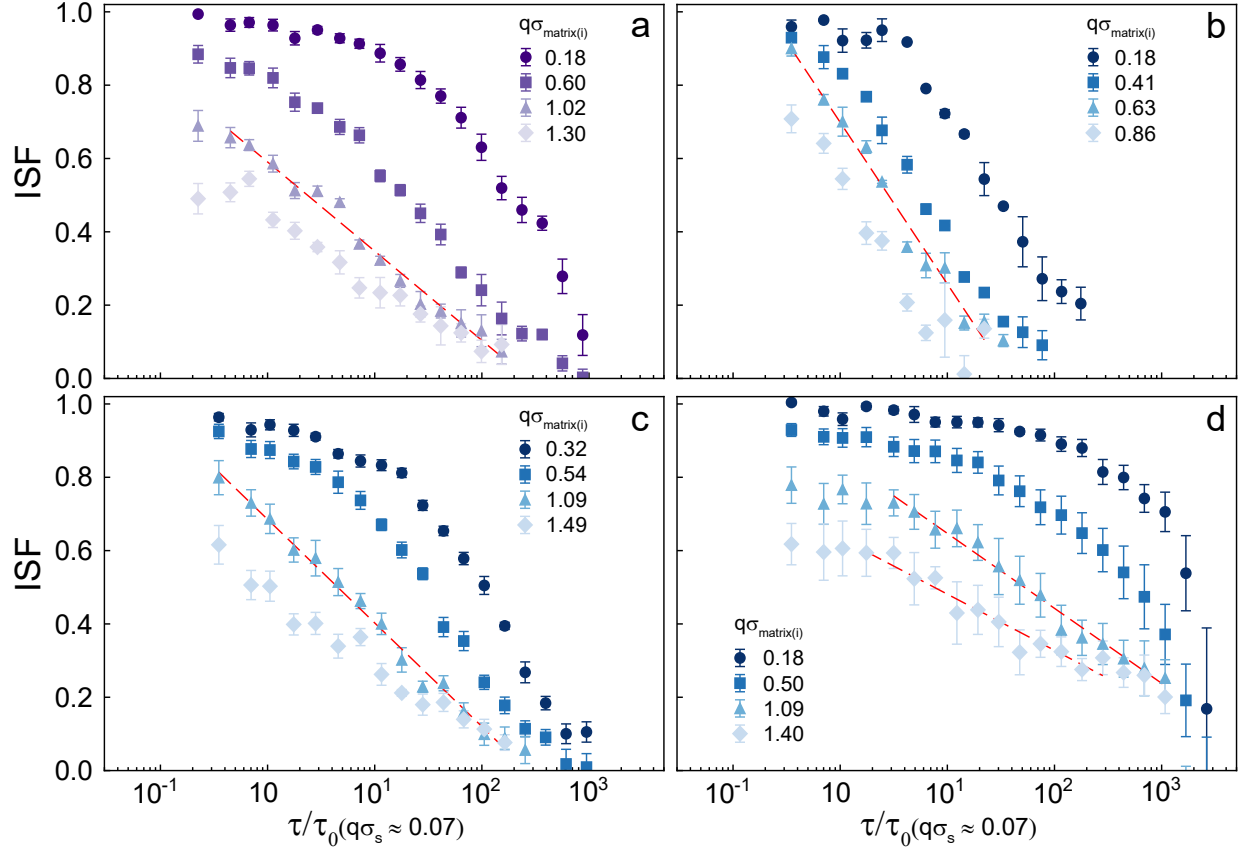 a
qσmatrix(i)
0.18
0.60
1.02
1.30
ISF
1.0
0.8
0.6
0.4
0.2
0.0
b
qσmatrix(i)
0.18
0.41
0.63
0.86
c
qσmatrix(i)
0.32
0.54
1.09
1.49
ISF
1.0
0.8
0.6
0.4
0.2
0.0
10⁻¹ 10 10¹ 10² 10³
τ/τ₀(qσₛ ≈ 0.07)
d
qσmatrix(i)
0.18
0.50
1.09
1.40
10⁻¹ 10 10¹ 10² 10³
τ/τ₀(qσₛ ≈ 0.07)